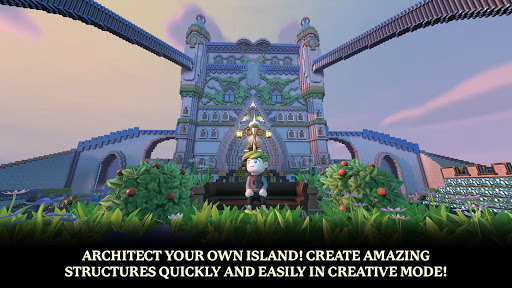 ARCHITECT YOUR OWN ISLAND! CREATE AMAZING
STRUCTURES QUICKLY AND EASILY IN CREATIVE MODE!